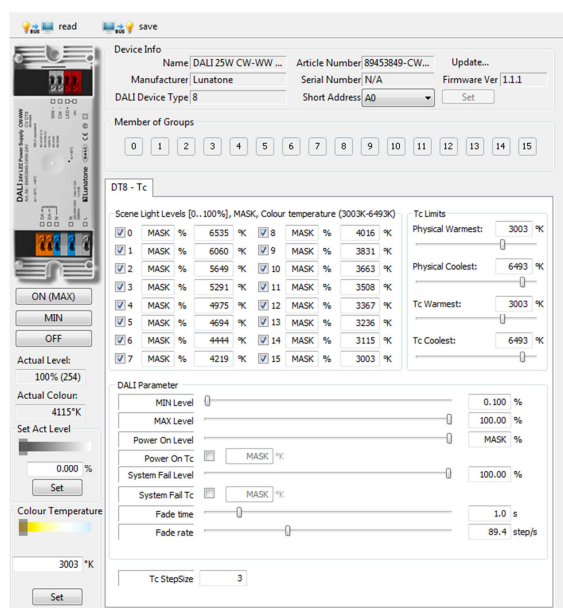 read save
Device Info
Name DALI 25W CW-WW ... Article Number 89453849-CW... Update...
Manufacturer Lunatone Serial Number N/A Firmware Ver 1.1.1
DALI Device Type 8 Short Address A0 Set
Member of Groups
0 1 2 3 4 5 6 7 8 9 10 11 12 13 14 15
DT8 - Tc
Scene Light Levels [0..100%], MASK, Colour temperature (3003K-6493K)
0 MASK % 6535 °K 8 MASK % 4016 °K
1 MASK % 6060 °K 9 MASK % 3831 °K
2 MASK % 5649 °K 10 MASK % 3663 °K
3 MASK % 5291 °K 11 MASK % 3508 °K
4 MASK % 4975 °K 12 MASK % 3367 °K
5 MASK % 4694 °K 13 MASK % 3236 °K
6 MASK % 4444 °K 14 MASK % 3115 °K
7 MASK % 4219 °K 15 MASK % 3003 °K
Tc Limits
Physical Warmest: 3003 °K
Physical Coolest: 6493 °K
Tc Warmest: 3003 °K
Tc Coolest: 6493 °K
DALI 24V LED Power Supply CW-WW
Lunatone
ON (MAX)
MIN
OFF
Actual Level:
100% (254)
Actual Colour:
4115°K
Set Act Level
0.000 %
Set
Colour Temperature
3003 °K
Set
DALI Parameter
MIN Level 0.100 %
MAX Level 100.00 %
Power On Level MASK %
Power On Tc MASK °K
System Fail Level 100.00 %
System Fail Tc MASK °K
Fade time 1.0 s
Fade rate 89.4 step/s
Tc StepSize 3